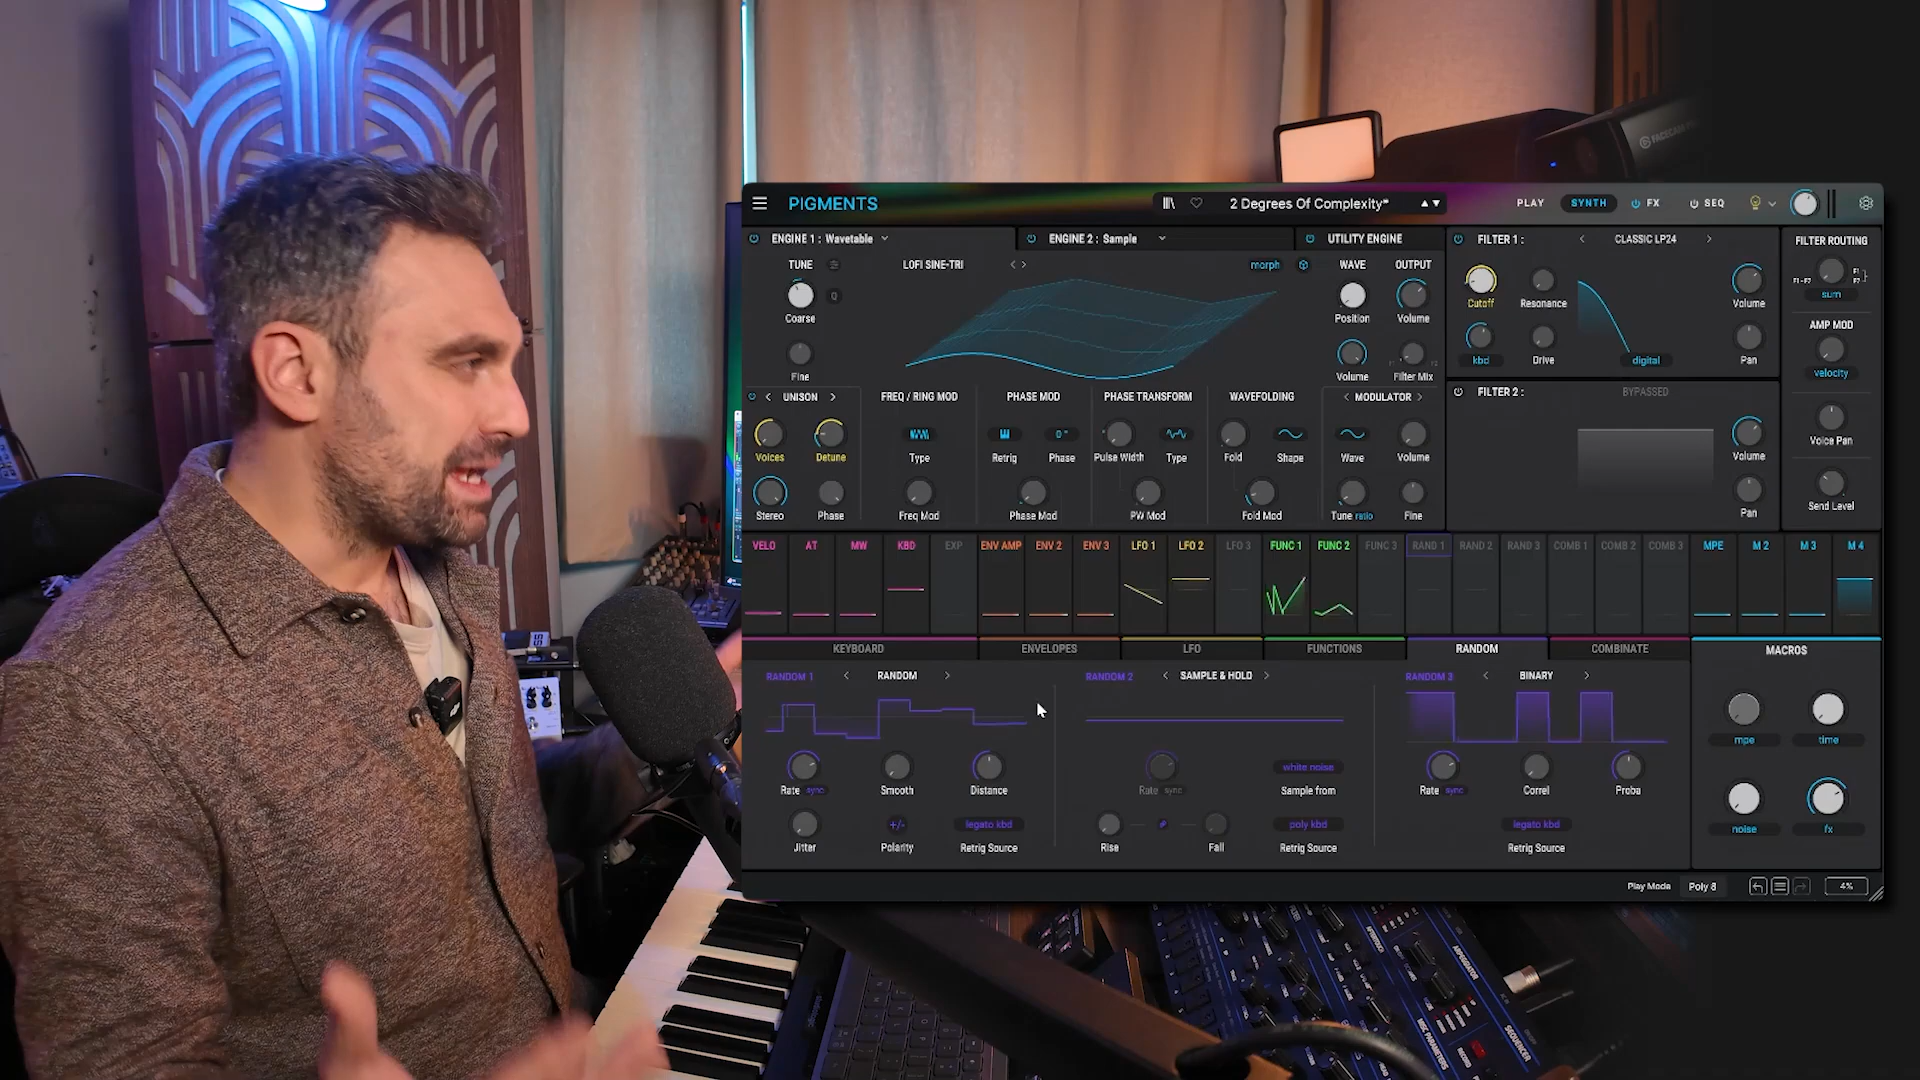 PIGMENTS
2 Degrees Of Complexity*
PLAY SYNTH FX SEQ
ENGINE 1 : Wavetable
ENGINE 2 : Sample
UTILITY ENGINE
TUNE
LOFI SINE-TRI
morph
WAVE
OUTPUT
Coarse
Q
Position
Volume
Fine
Volume
Filter Mix
UNISON
FREQ / RING MOD
PHASE MOD
PHASE TRANSFORM
WAVEFOLDING
MODULATOR
Voices
Detune
Type
Retrig
Phase
Pulse Width
Type
Fold
Shape
Wave
Volume
Stereo
Phase
Freq Mod
Phase Mod
PW Mod
Fold Mod
Tune ratio
Fine
FILTER 1 :
CLASSIC LP24
Cutoff
Resonance
Volume
kbd
Drive
digital
Pan
FILTER 2 :
BYPASSED
Volume
Pan
FILTER ROUTING
F1-F2
F1
F2
sum
AMP MOD
velocity
Voice Pan
Send Level
VELO AT MW KBD EXP ENV AMP ENV 2 ENV 3 LFO 1 LFO 2 LFO 3 FUNC 1 FUNC 2 FUNC 3 RAND 1 RAND 2 RAND 3 COMB 1 COMB 2 COMB 3 MPE M 2 M 3 M 4
KEYBOARD ENVELOPES LFO FUNCTIONS RANDOM COMBINATE MACROS
RANDOM 1
RANDOM
Rate sync
Smooth
Distance
Jitter
+/-
Polarity
legato kbd
Retrig Source
RANDOM 2
SAMPLE & HOLD
Rate sync
white noise
Sample from
Rise
Fall
poly kbd
Retrig Source
RANDOM 3
BINARY
Rate sync
Correl
Proba
legato kbd
Retrig Source
mpe
time
noise
fx
Play Mode Poly 8
4%
FACECAM
ARPEGGIATOR
MISC PARAMETERS
SEQUENCER